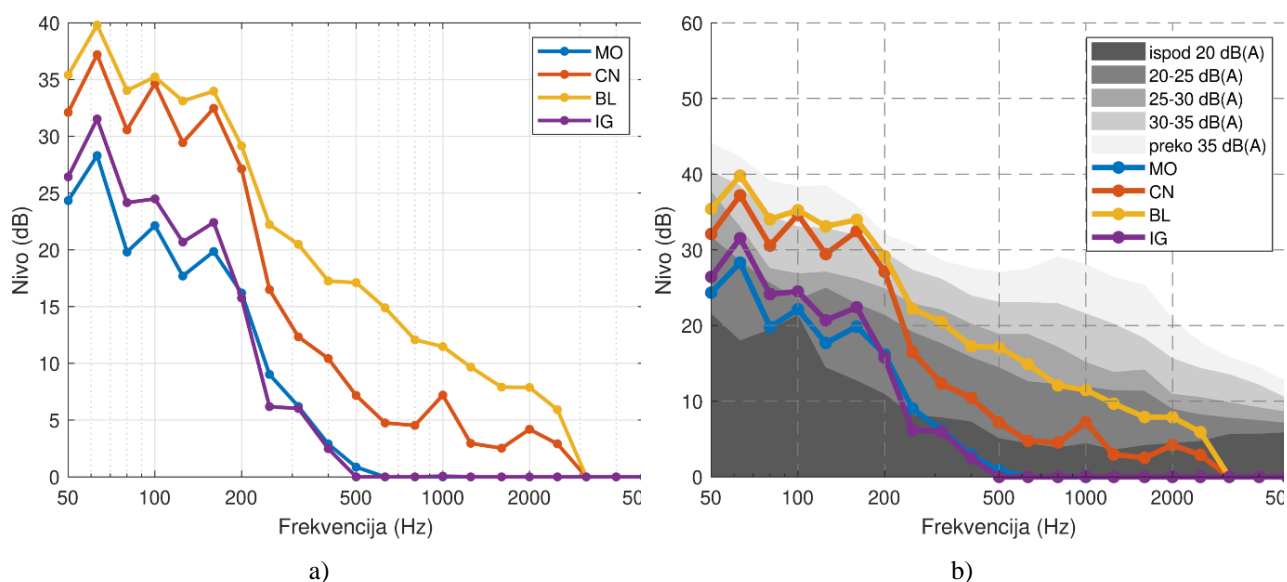 40
35
30
25
20
15
10
5
0
Nivo (dB)
50
100
200
500
1000
2000
500
Frekvencija (Hz)
MO
CN
BL
IG
a)
60
50
40
30
20
10
0
Nivo (dB)
50
100
200
500
1000
2000
500
Frekvencija (Hz)
ispod 20 dB(A)
20-25 dB(A)
25-30 dB(A)
30-35 dB(A)
preko 35 dB(A)
MO
CN
BL
IG
b)